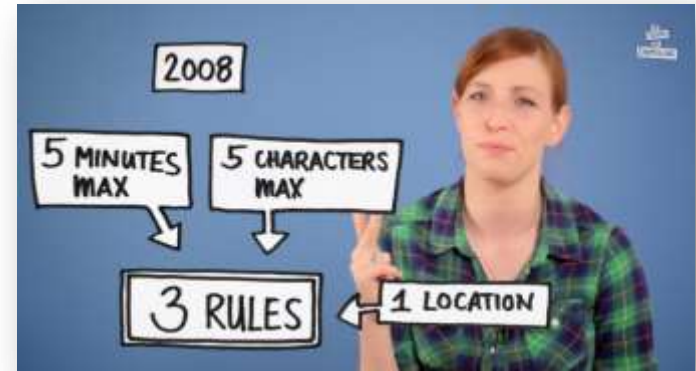 2008
5 MINUTES
MAX
5 CHARACTERS
MAX
3 RULES
1 LOCATION